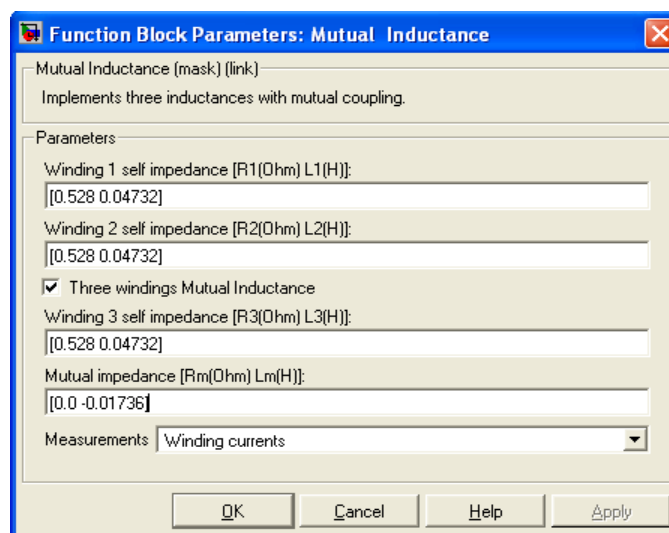 Function Block Parameters: Mutual Inductance
Mutual Inductance (mask) (link)
Implements three inductances with mutual coupling.
Parameters
Winding 1 self impedance [R1(Ohm) L1(H)]:
[0.528 0.04732]
Winding 2 self impedance [R2(Ohm) L2(H)]:
[0.528 0.04732]
Three windings Mutual Inductance
Winding 3 self impedance [R3(Ohm) L3(H)]:
[0.528 0.04732]
Mutual impedance [Rm(Ohm) Lm(H)]:
[0.0 -0.01736]
Measurements Winding currents
OK Cancel Help Apply